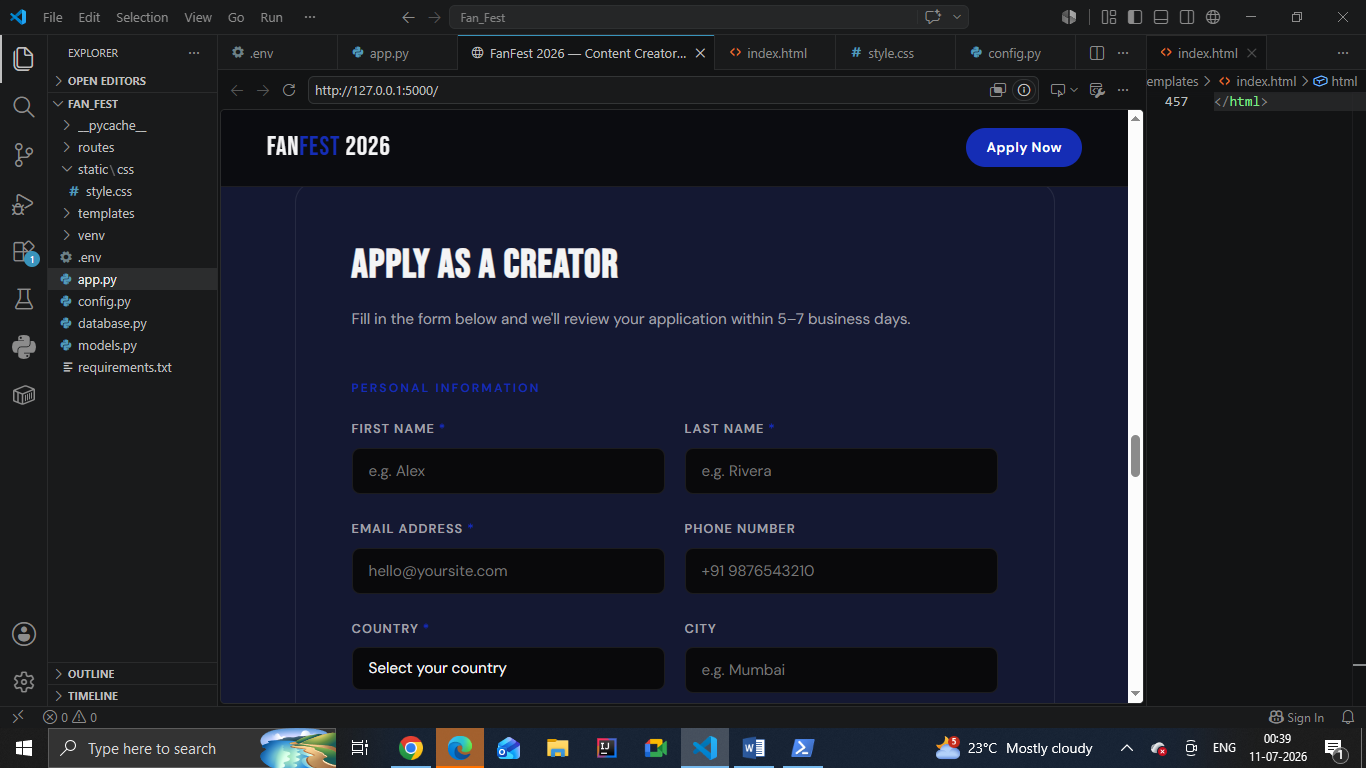 File Edit Selection View Go Run ··· Fan_Fest
EXPLORER ···
OPEN EDITORS
FAN_FEST
__pycache__
routes
static\css
# style.css
templates
venv
.env
app.py
config.py
database.py
models.py
requirements.txt
OUTLINE
TIMELINE
.env app.py FanFest 2026 — Content Creator... index.html # style.css config.py ···
http://127.0.0.1:5000/ ···
FANFEST 2026 Apply Now
APPLY AS A CREATOR
Fill in the form below and we'll review your application within 5–7 business days.
PERSONAL INFORMATION
FIRST NAME * LAST NAME *
e.g. Alex e.g. Rivera
EMAIL ADDRESS * PHONE NUMBER
hello@yoursite.com +91 9876543210
COUNTRY * CITY
Select your country e.g. Mumbai
index.html ···
emplates > index.html > html
457 </html>
1
0 0 Sign In
Type here to search 5 23°C Mostly cloudy ENG 00:39
11-07-2026 1